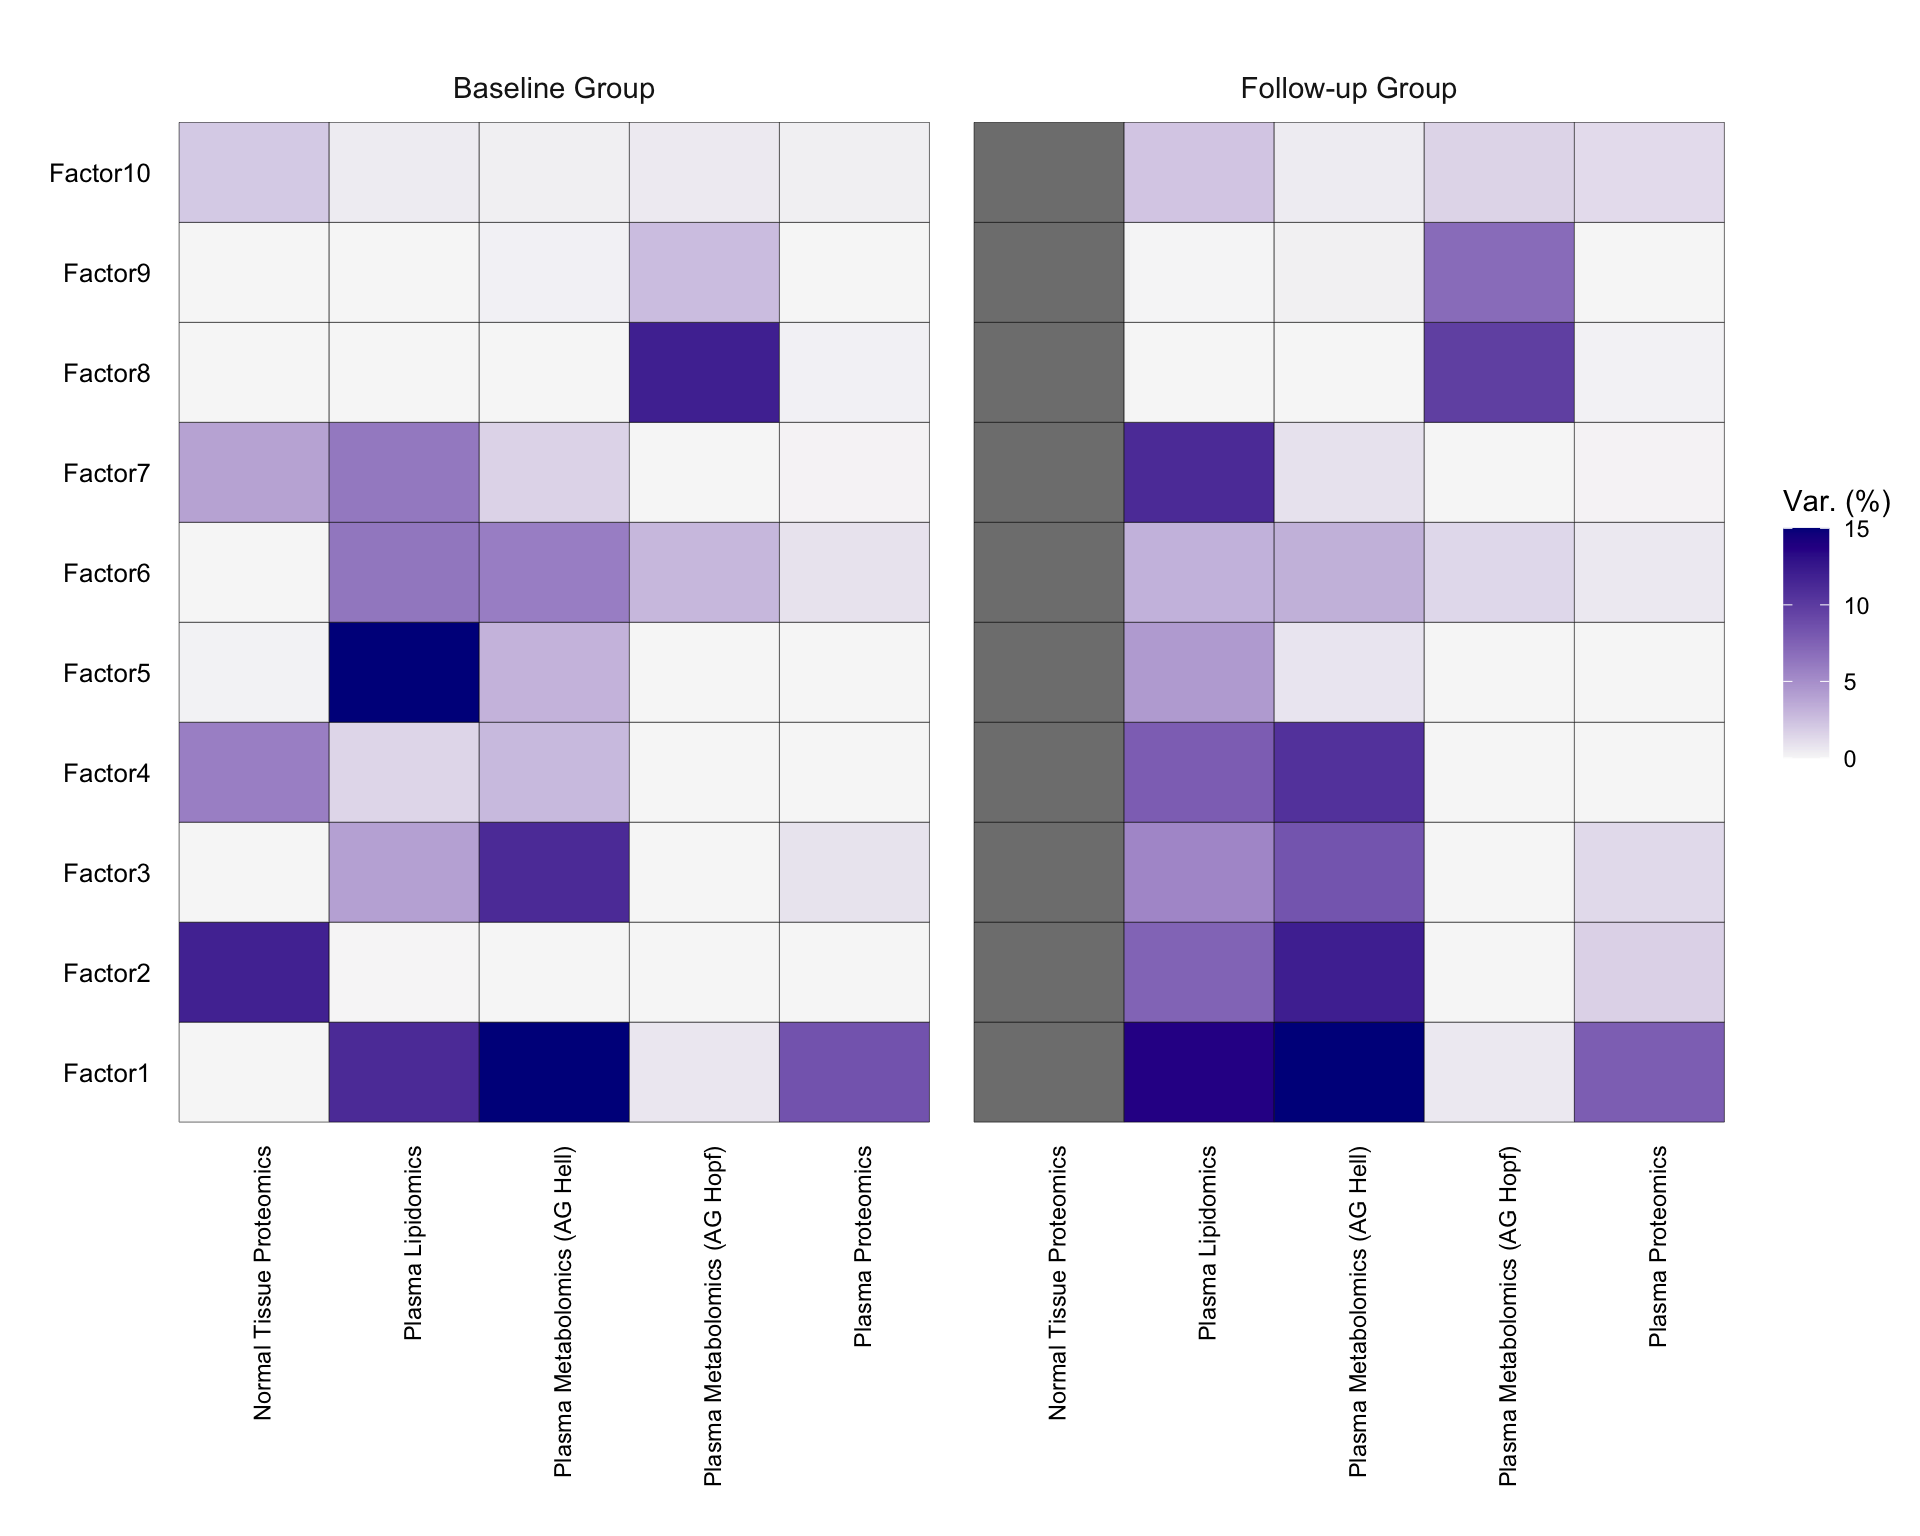 Baseline Group
Follow-up Group
Factor10
Factor9
Factor8
Factor7
Factor6
Factor5
Factor4
Factor3
Factor2
Factor1
Var. (%)
15
10
5
0
Normal Tissue Proteomics
Plasma Lipidomics
Plasma Metabolomics (AG Hell)
Plasma Metabolomics (AG Hopf)
Plasma Proteomics
Normal Tissue Proteomics
Plasma Lipidomics
Plasma Metabolomics (AG Hell)
Plasma Metabolomics (AG Hopf)
Plasma Proteomics